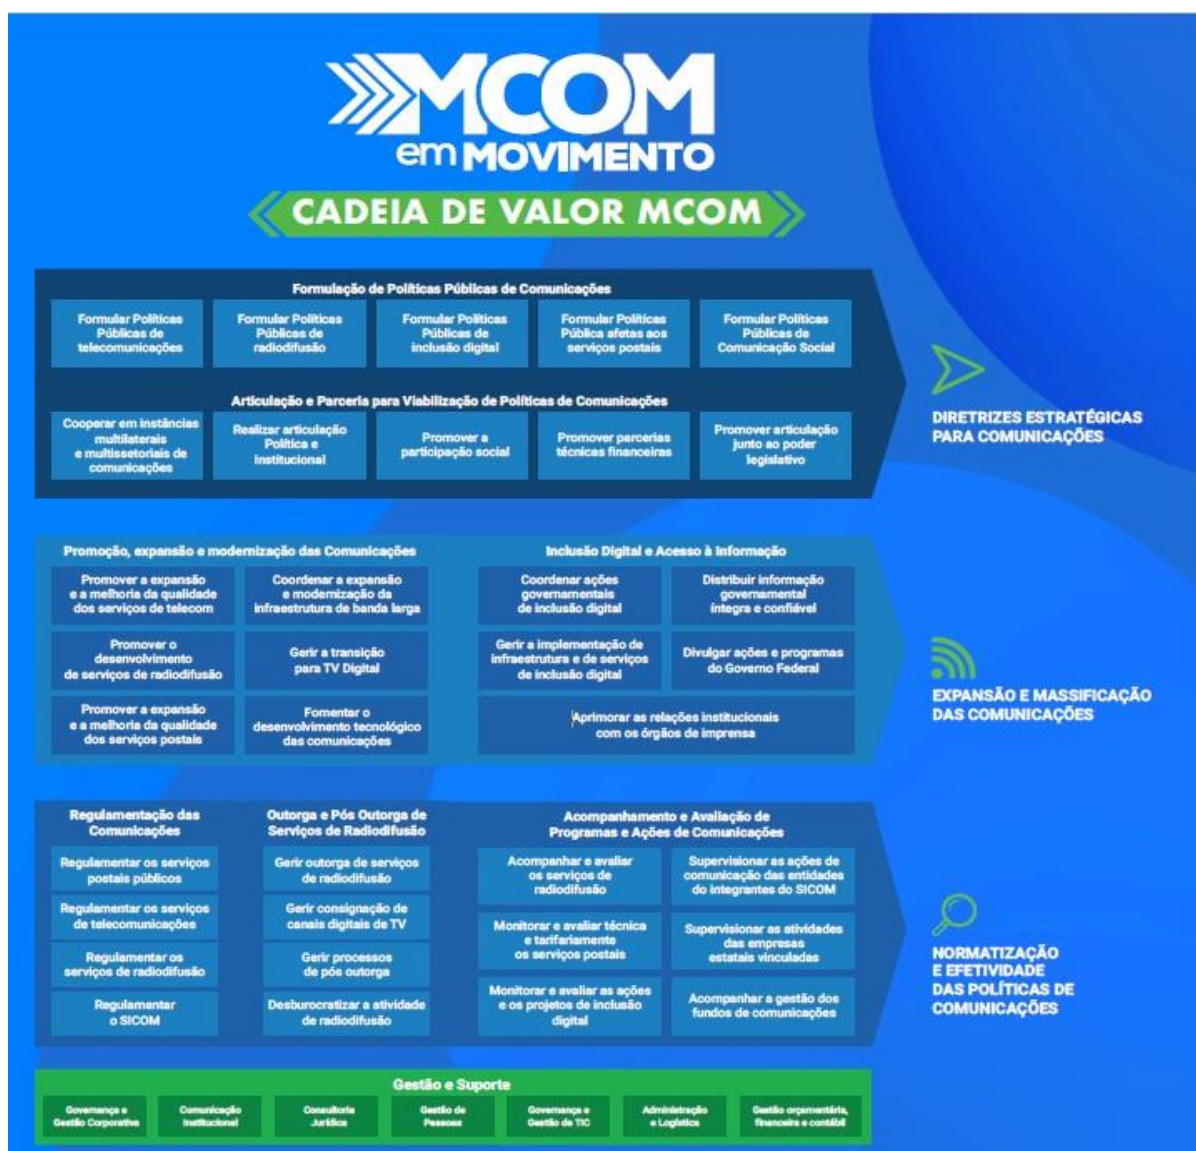 MCOM
em MOVIMENTO
CADEIA DE VALOR MCOM
Formulação de Políticas Públicas de Comunicações
Formular Políticas
Públicas de
telecomunicações
Formular Políticas
Públicas de
radiodifusão
Formular Políticas
Públicas de
inclusão digital
Formular Políticas
Pública afetas aos
serviços postais
Formular Políticas
Públicas de
Comunicação Social
Articulação e Parceria para Viabilização de Políticas de Comunicações
Cooperar em instâncias
multilaterais
e multissetoriais de
comunicações
Realizar articulação
Política e
Institucional
Promover a
participação social
Promover parcerias
técnicas financeiras
Promover articulação
junto ao poder
legislativo
DIRETRIZES ESTRATÉGICAS
PARA COMUNICAÇÕES
Promoção, expansão e modernização das Comunicações
Promover a expansão
e a melhoria da qualidade
dos serviços de telecom
Coordenar a expansão
e modernização da
infraestrutura de banda larga
Promover o
desenvolvimento
de serviços de radiodifusão
Gerir a transição
para TV Digital
Promover a expansão
e a melhoria da qualidade
dos serviços postais
Fomentar o
desenvolvimento tecnológico
das comunicações
Inclusão Digital e Acesso à Informação
Coordenar ações
governamentais
de inclusão digital
Distribuir informação
governamental
íntegra e confiável
Gerir a implementação de
infraestrutura e de serviços
de inclusão digital
Divulgar ações e programas
do Governo Federal
Aprimorar as relações institucionais
com os órgãos de imprensa
EXPANSÃO E MASSIFICAÇÃO
DAS COMUNICAÇÕES
Regulamentação das
Comunicações
Regulamentar os serviços
postais públicos
Regulamentar os serviços
de telecomunicações
Regulamentar os
serviços de radiodifusão
Regulamentar
o SICOM
Outorga e Pós Outorga de
Serviços de Radiodifusão
Gerir outorga de serviços
de radiodifusão
Gerir consignação de
canais digitais de TV
Gerir processos
de pós outorga
Desburocratizar a atividade
de radiodifusão
Acompanhamento e Avaliação de
Programas e Ações de Comunicações
Acompanhar e avaliar
os serviços de
radiodifusão
Supervisionar as ações de
comunicação das entidades
do integrantes do SICOM
Monitorar e avaliar técnica
e tarifariamente
os serviços postais
Supervisionar as atividades
das empresas
estatais vinculadas
Monitorar e avaliar as ações
e os projetos de inclusão
digital
Acompanhar a gestão dos
fundos de comunicações
NORMATIZAÇÃO
E EFETIVIDADE
DAS POLÍTICAS DE
COMUNICAÇÕES
Gestão e Suporte
Governança e
Gestão Corporativa
Comunicação
Institucional
Consultoria
Jurídica
Gestão de
Pessoas
Governança e
Gestão de TIC
Administração
e Logística
Gestão orçamentária,
financeira e contábil